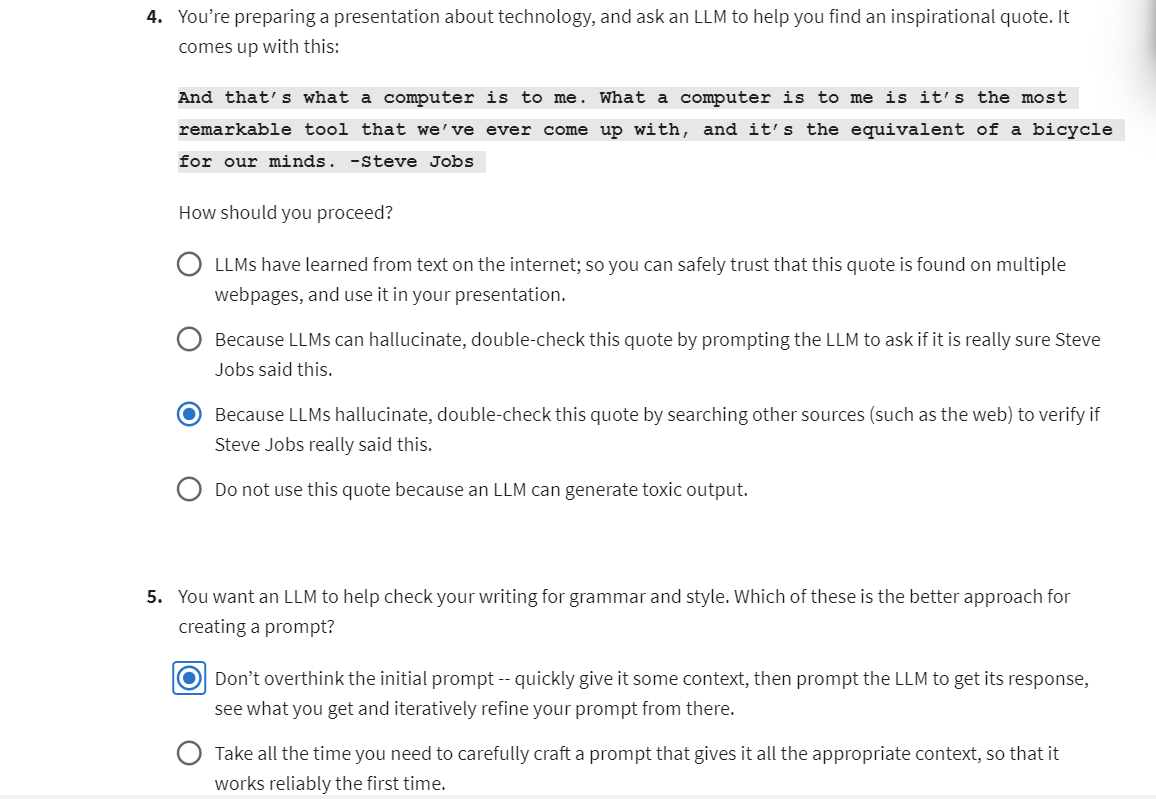 4. You’re preparing a presentation about technology, and ask an LLM to help you find an inspirational quote. It
comes up with this:
And that’s what a computer is to me. What a computer is to me is it’s the most
remarkable tool that we’ve ever come up with, and it’s the equivalent of a bicycle
for our minds. -Steve Jobs
How should you proceed?
LLMs have learned from text on the internet; so you can safely trust that this quote is found on multiple
webpages, and use it in your presentation.
Because LLMs can hallucinate, double-check this quote by prompting the LLM to ask if it is really sure Steve
Jobs said this.
Because LLMs hallucinate, double-check this quote by searching other sources (such as the web) to verify if
Steve Jobs really said this.
Do not use this quote because an LLM can generate toxic output.
5. You want an LLM to help check your writing for grammar and style. Which of these is the better approach for
creating a prompt?
Don’t overthink the initial prompt -- quickly give it some context, then prompt the LLM to get its response,
see what you get and iteratively refine your prompt from there.
Take all the time you need to carefully craft a prompt that gives it all the appropriate context, so that it
works reliably the first time.